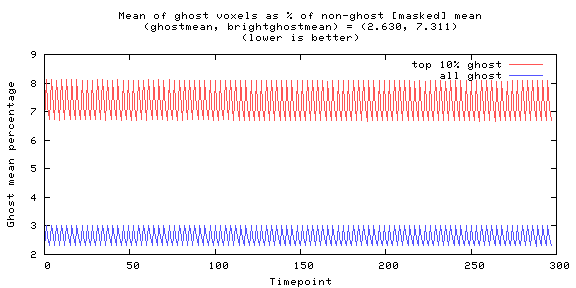 Mean of ghost voxels as % of non-ghost [masked] mean
(ghostmean, brightghostmean) = (2.630, 7.311)
(lower is better)
top 10% ghost
all ghost
Ghost mean percentage
9
8
7
6
5
4
3
2
0 50 100 150 200 250 300
Timepoint